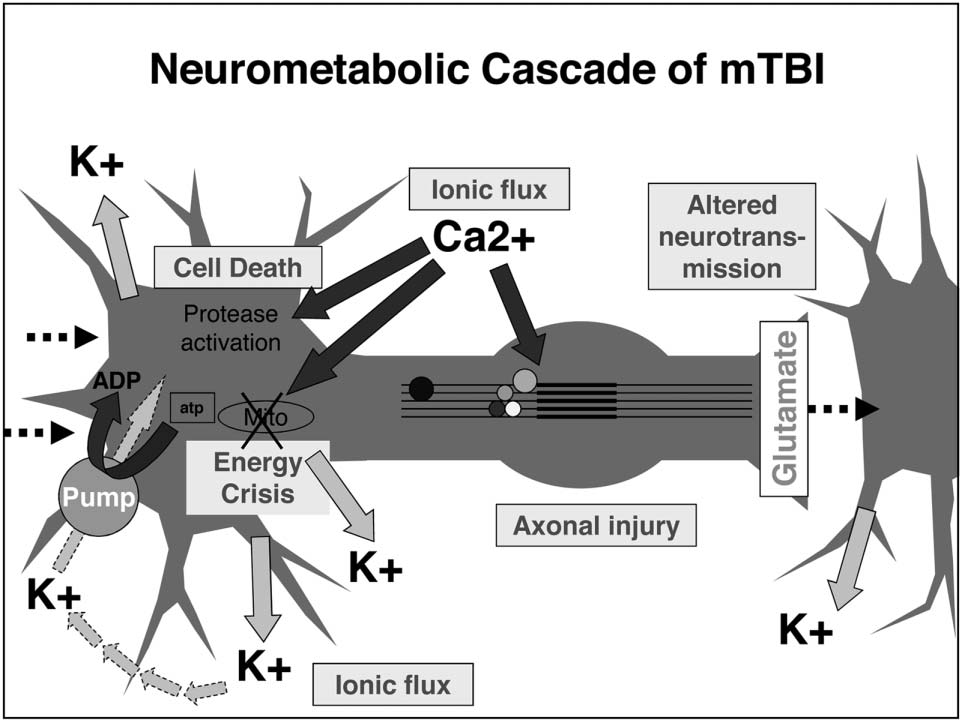 Neurometabolic Cascade of mTBI
K+
Ionic flux
Ca2+
Altered
neurotrans-
mission
Cell Death
Protease
activation
ADP
atp
Mito
Energy
Crisis
Pump
Glutamate
Axonal injury
K+
K+
K+
K+
Ionic flux